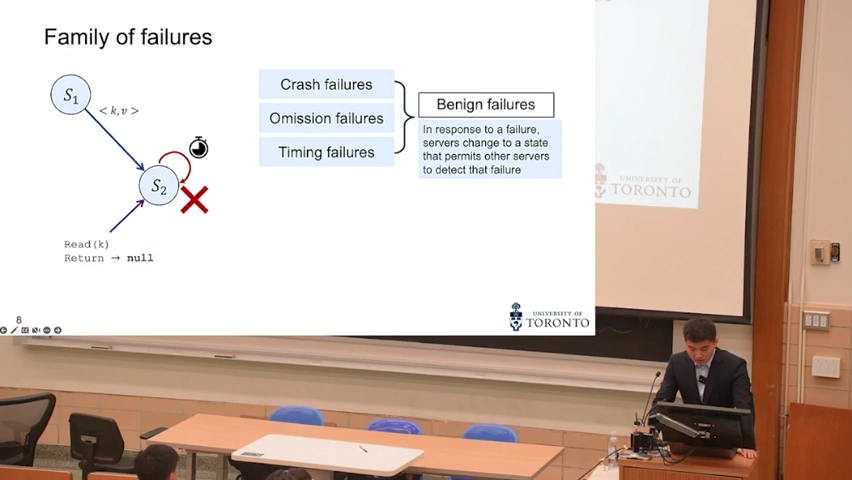 Family of failures
S1
<k,v>
S2
Read(k)
Return → null
Crash failures
Omission failures
Timing failures
Benign failures
In response to a failure,
servers change to a state
that permits other servers
to detect that failure
8
UNIVERSITY OF
TORONTO
UNIVERSITY OF
TORONTO